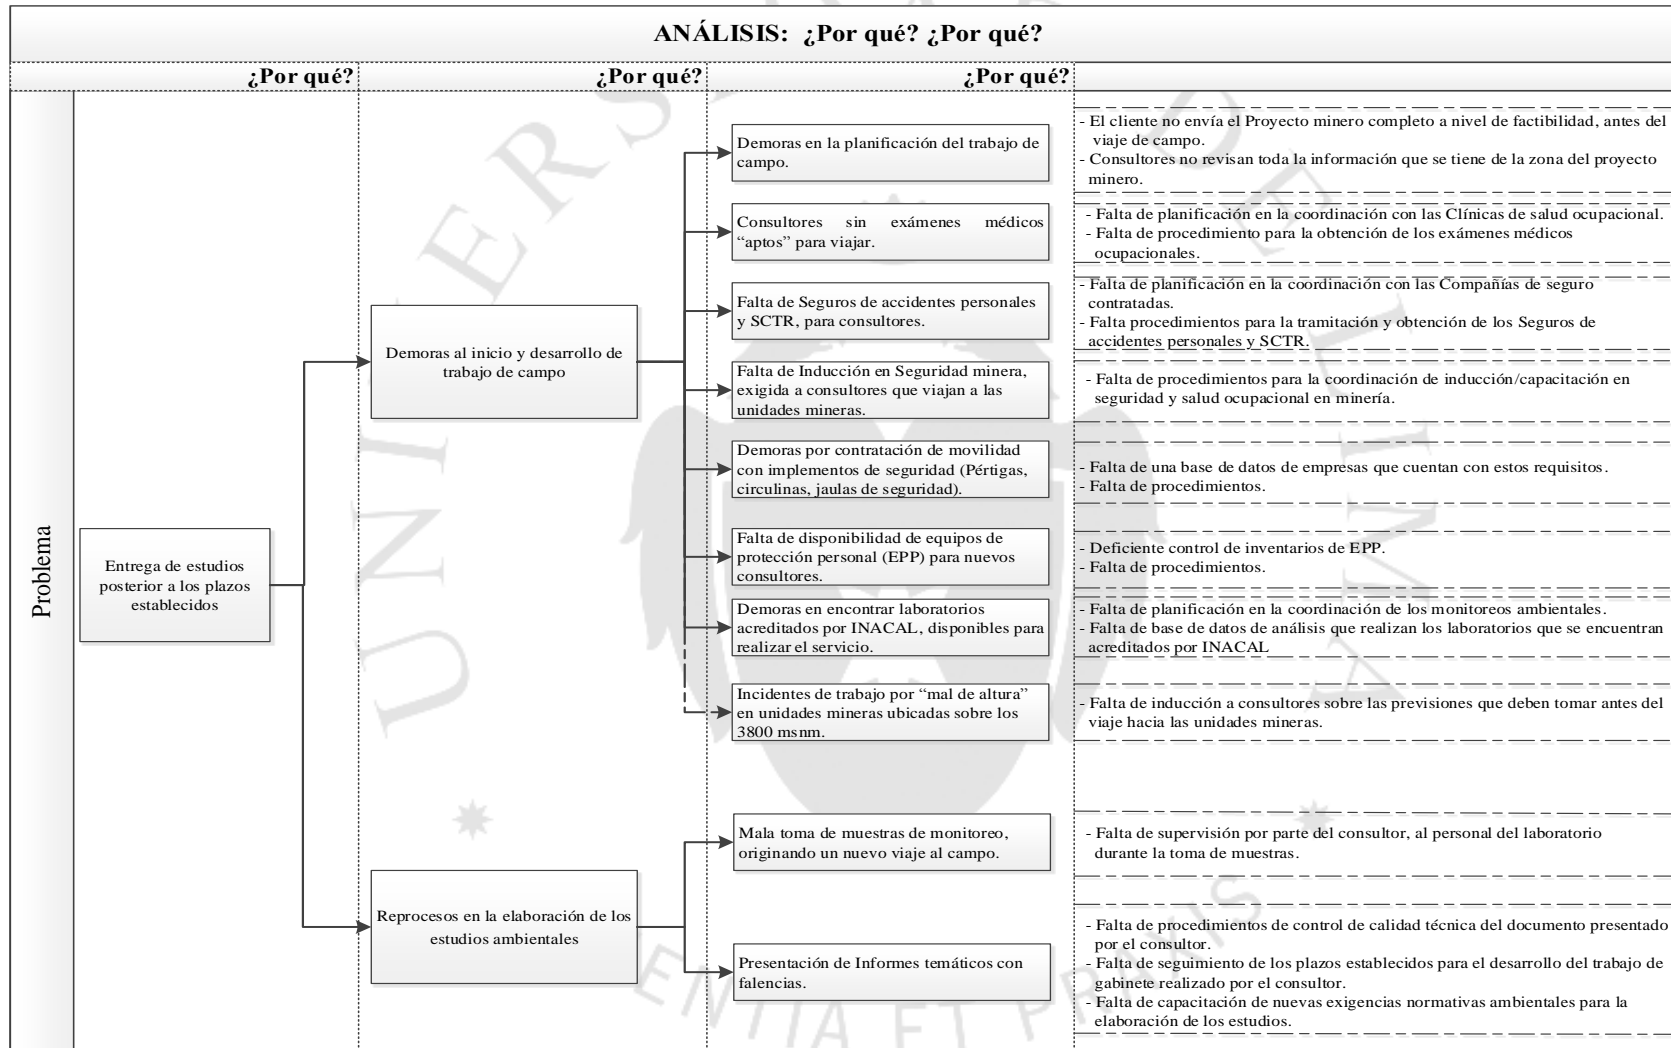 ANÁLISIS: ¿Por qué? ¿Por qué?
¿Por qué?
¿Por qué?
¿Por qué?
Problema
Entrega de estudios
posterior a los plazos
establecidos
Demoras al inicio y desarrollo de
trabajo de campo
Demoras en la planificación del trabajo de
campo.
- El cliente no envía el Proyecto minero completo a nivel de factibilidad, antes del
viaje de campo.
- Consultores no revisan toda la información que se tiene de la zona del proyecto
minero.
Consultores sin exámenes médicos
“aptos” para viajar.
- Falta de planificación en la coordinación con las Clínicas de salud ocupacional.
- Falta de procedimiento para la obtención de los exámenes médicos
ocupacionales.
Falta de Seguros de accidentes personales
y SCTR, para consultores.
- Falta de planificación en la coordinación con las Compañías de seguro
contratadas.
- Falta procedimientos para la tramitación y obtención de los Seguros de
accidentes personales y SCTR.
Falta de Inducción en Seguridad minera,
exigida a consultores que viajan a las
unidades mineras.
- Falta de procedimientos para la coordinación de inducción/capacitación en
seguridad y salud ocupacional en minería.
Demoras por contratación de movilidad
con implementos de seguridad (Pértigas,
circulinas, jaulas de seguridad).
- Falta de una base de datos de empresas que cuentan con estos requisitos.
- Falta de procedimientos.
Falta de disponibilidad de equipos de
protección personal (EPP) para nuevos
consultores.
- Deficiente control de inventarios de EPP.
- Falta de procedimientos.
Demoras en encontrar laboratorios
acreditados por INACAL, disponibles para
realizar el servicio.
- Falta de planificación en la coordinación de los monitoreos ambientales.
- Falta de base de datos de análisis que realizan los laboratorios que se encuentran
acreditados por INACAL
Incidentes de trabajo por “mal de altura”
en unidades mineras ubicadas sobre los
3800 msnm.
- Falta de inducción a consultores sobre las previsiones que deben tomar antes del
viaje hacia las unidades mineras.
Reprocesos en la elaboración de los
estudios ambientales
Mala toma de muestras de monitoreo,
originando un nuevo viaje al campo.
- Falta de supervisión por parte del consultor, al personal del laboratorio
durante la toma de muestras.
Presentación de Informes temáticos con
falencias.
- Falta de procedimientos de control de calidad técnica del documento presentado
por el consultor.
- Falta de seguimiento de los plazos establecidos para el desarrollo del trabajo de
gabinete realizado por el consultor.
- Falta de capacitación de nuevas exigencias normativas ambientales para la
elaboración de los estudios.